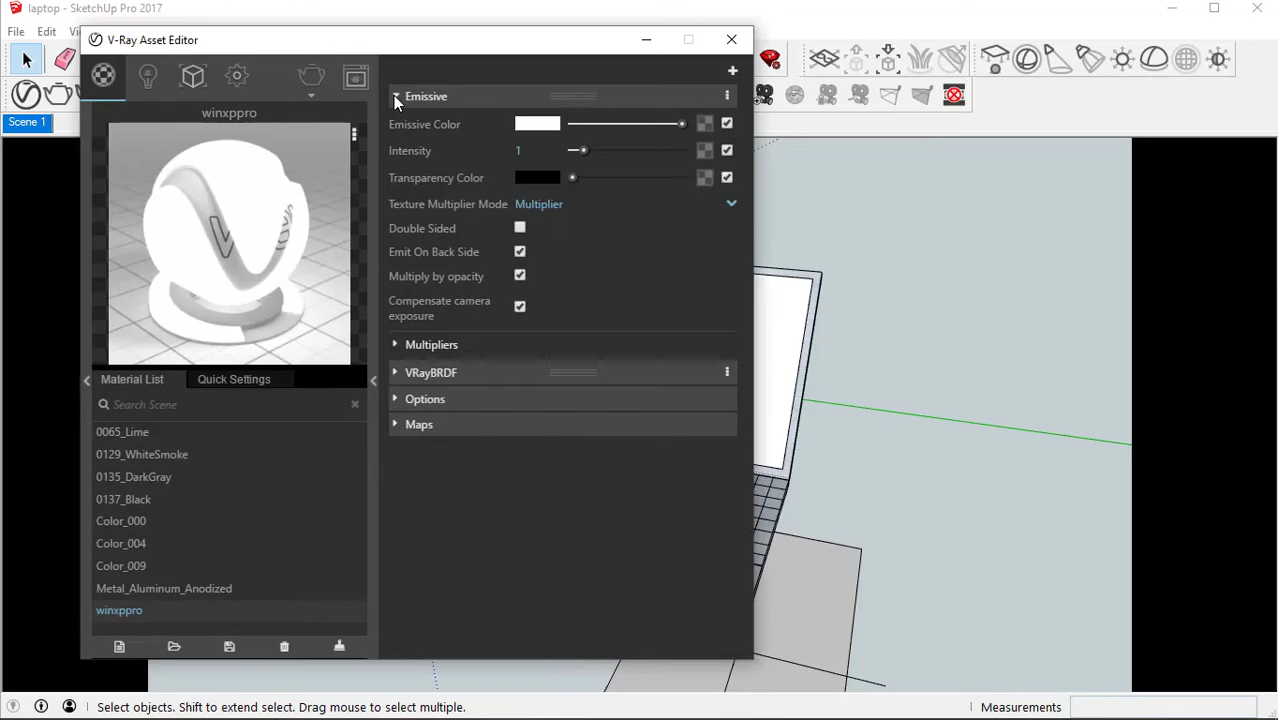 laptop - SketchUp Pro 2017
File Edit
V-Ray Asset Editor
Scene 1
winxppro
Emissive
Emissive Color
Intensity 1
Transparency Color
Texture Multiplier Mode Multiplier
Double Sided
Emit On Back Side
Multiply by opacity
Compensate camera
exposure
Multipliers
VRayBRDF
Options
Maps
Material List Quick Settings
Search Scene
0065_Lime
0129_WhiteSmoke
0135_DarkGray
0137_Black
Color_000
Color_004
Color_009
Metal_Aluminum_Anodized
winxppro
Select objects. Shift to extend select. Drag mouse to select multiple.
Measurements